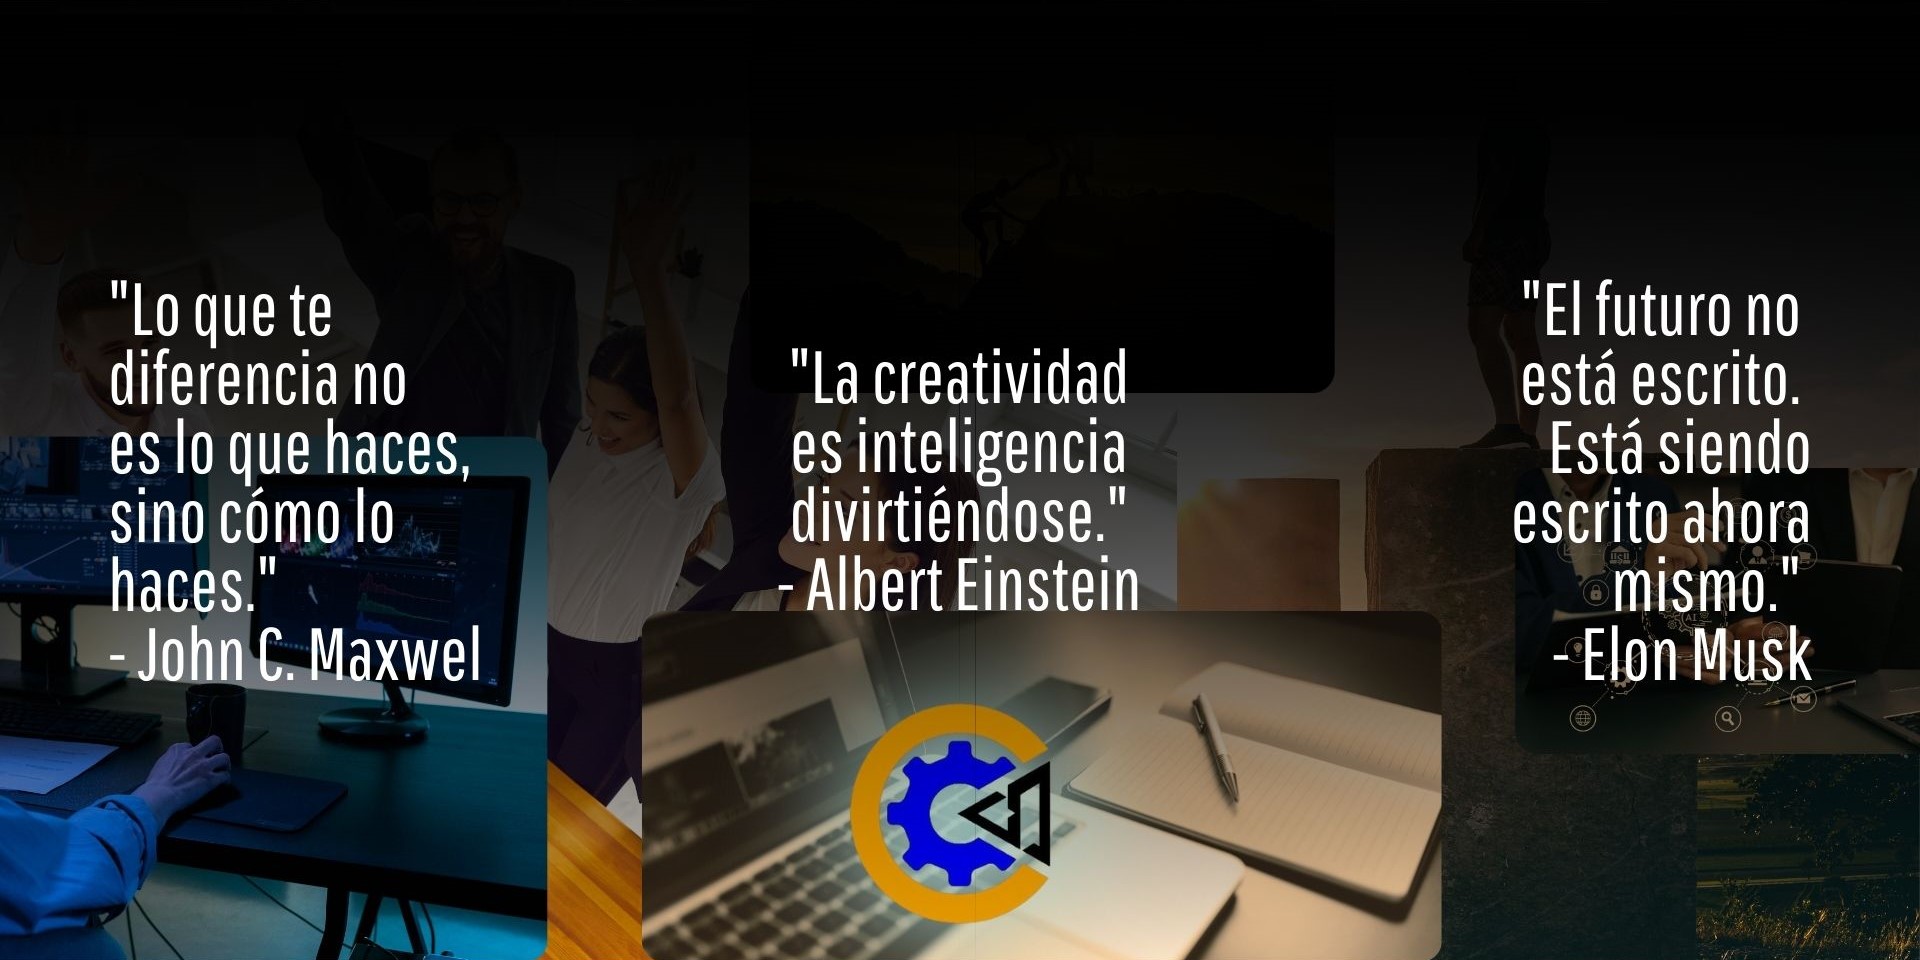 "Lo que te
diferencia no
es lo que haces,
sino cómo lo
haces."
- John C. Maxwel
"La creatividad
es inteligencia
divirtiéndose."
- Albert Einstein
"El futuro no
está escrito.
Está siendo
escrito ahora
mismo."
- Elon Musk
AI